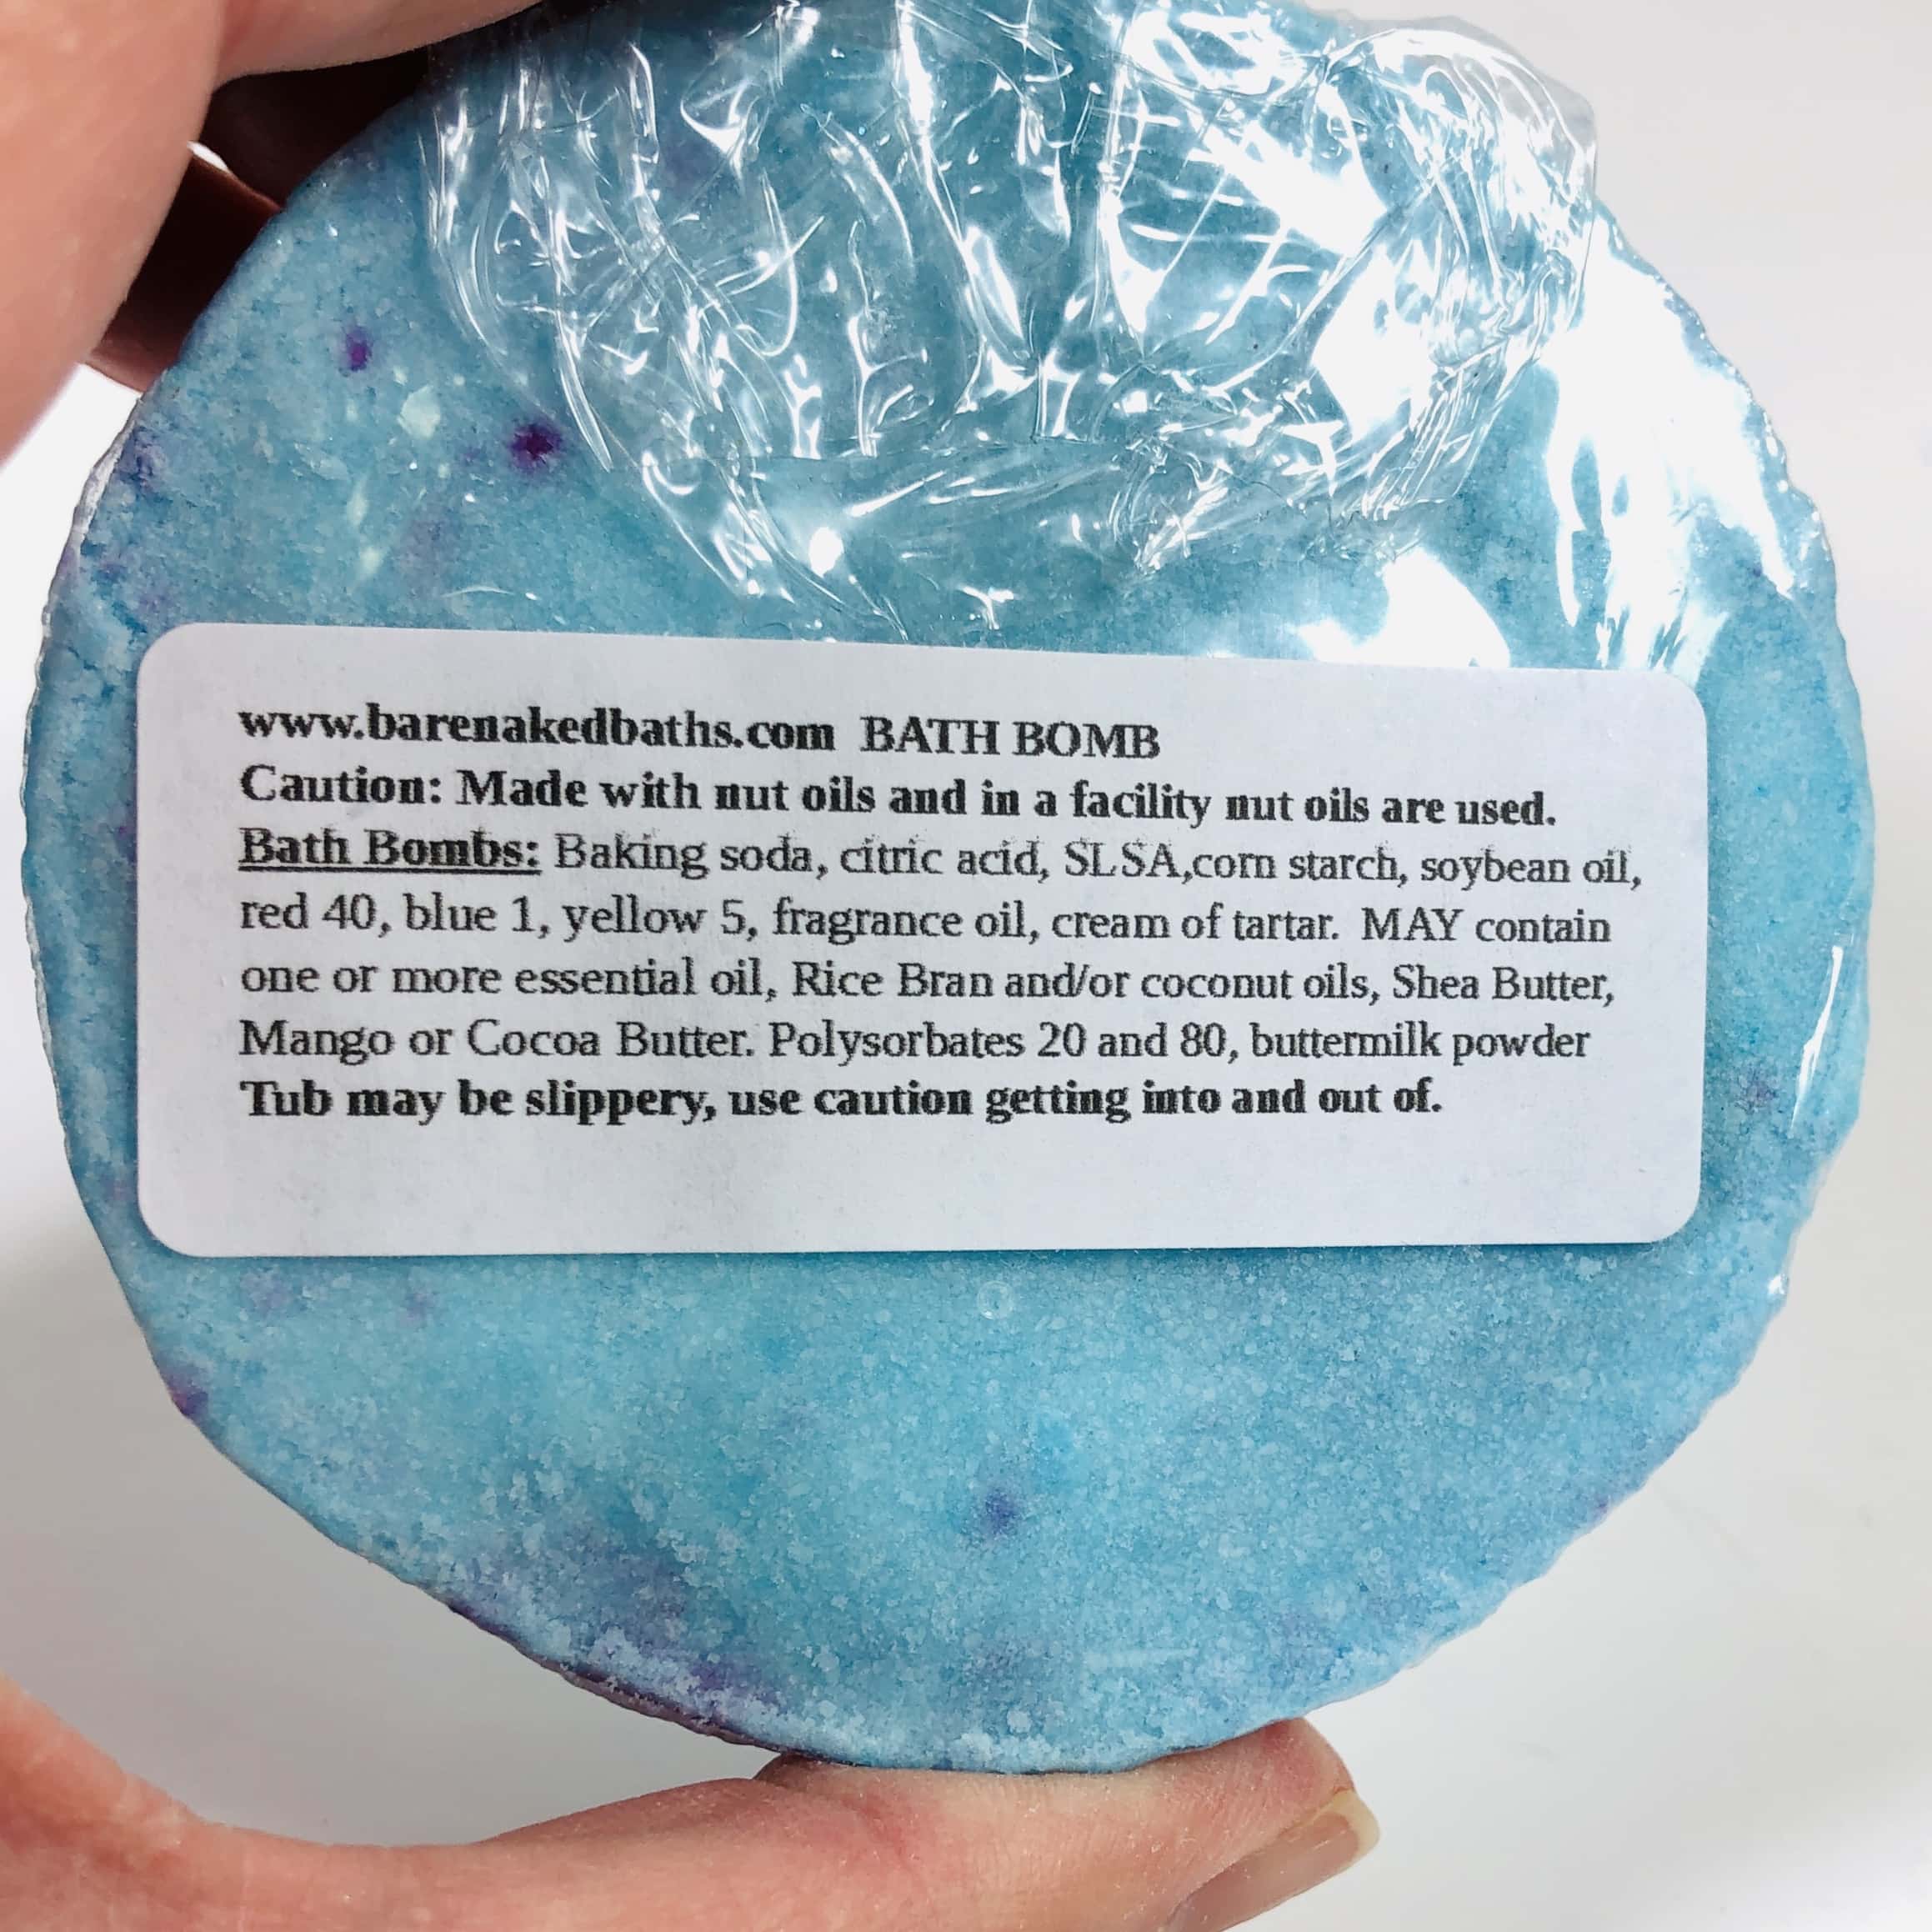 www.barenakedbaths.com BATH BOMB
Caution: Made with nut oils and in a facility nut oils are used.
Bath Bombs: Baking soda, citric acid, SLSA,corn starch, soybean oil,
red 40, blue 1, yellow 5, fragrance oil, cream of tartar. MAY contain
one or more essential oil, Rice Bran and/or coconut oils, Shea Butter,
Mango or Cocoa Butter. Polysorbates 20 and 80, buttermilk powder
Tub may be slippery, use caution getting into and out of.